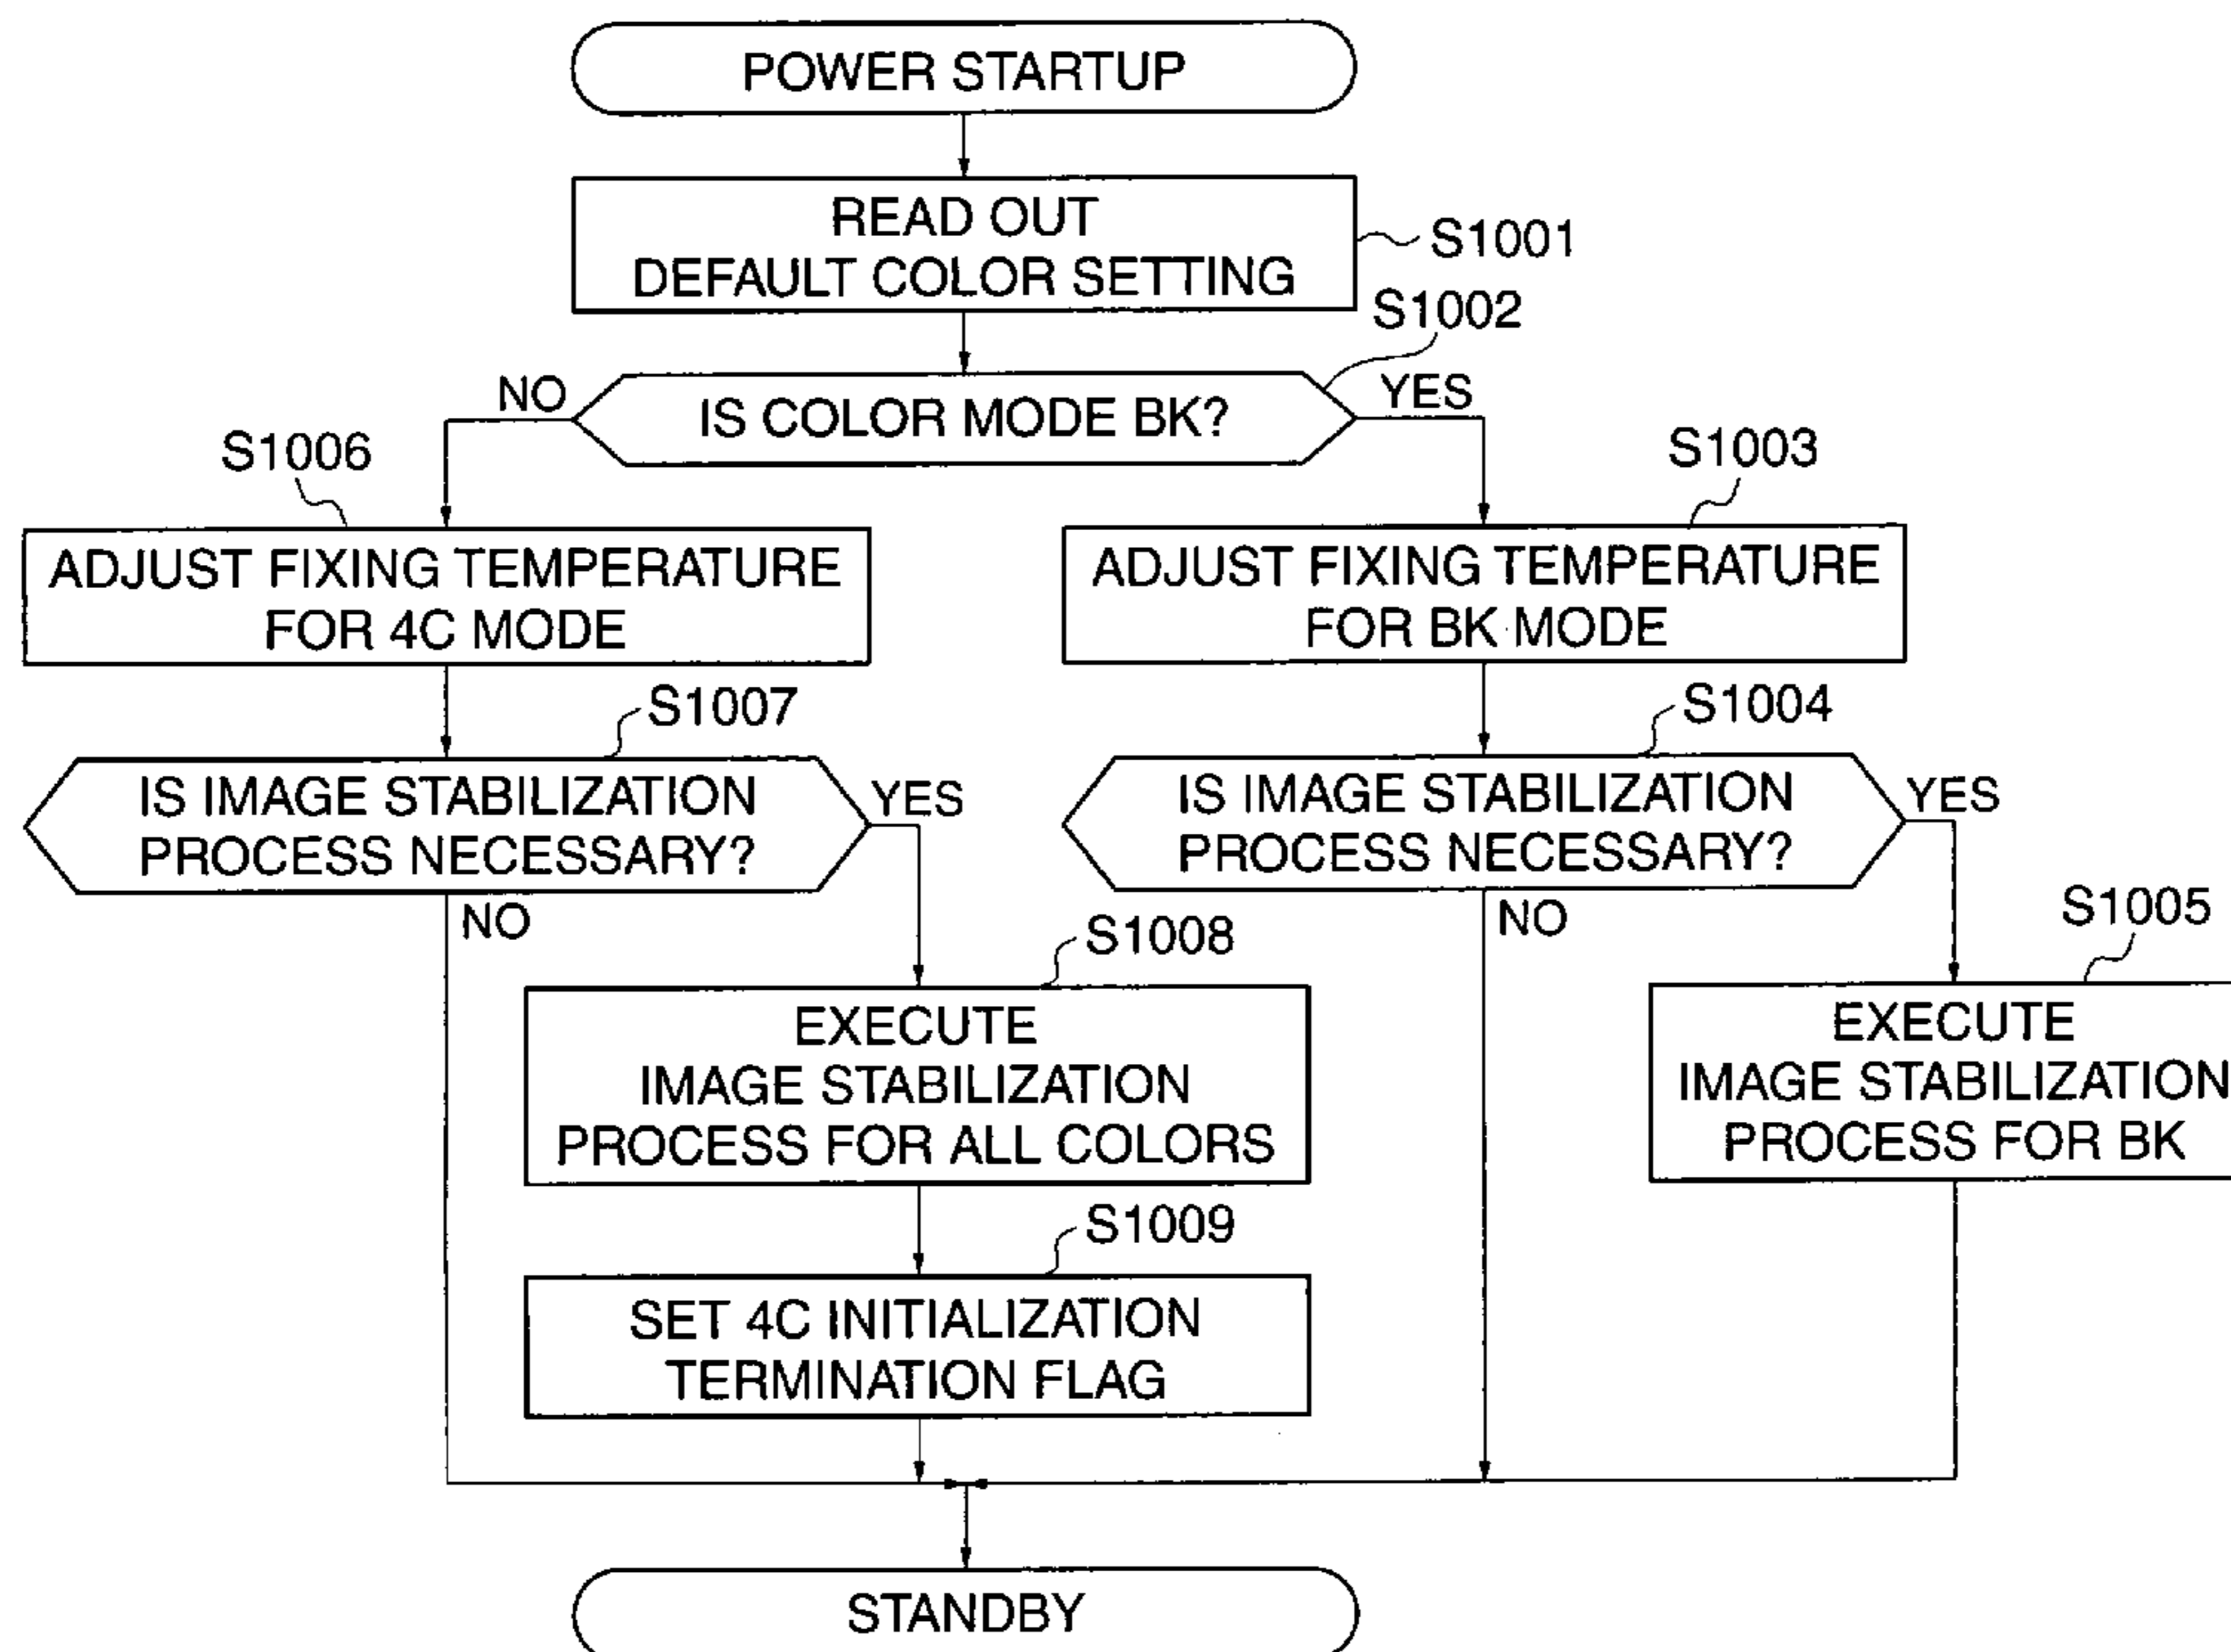 POWER STARTUP
READ OUT
DEFAULT COLOR SETTING
S1001
S1002
NO
IS COLOR MODE BK?
YES
S1006
S1003
ADJUST FIXING TEMPERATURE
FOR 4C MODE
ADJUST FIXING TEMPERATURE
FOR BK MODE
S1007
S1004
IS IMAGE STABILIZATION
PROCESS NECESSARY?
YES
NO
IS IMAGE STABILIZATION
PROCESS NECESSARY?
YES
NO
S1008
S1005
EXECUTE
IMAGE STABILIZATION
PROCESS FOR ALL COLORS
EXECUTE
IMAGE STABILIZATION
PROCESS FOR BK
S1009
SET 4C INITIALIZATION
TERMINATION FLAG
STANDBY